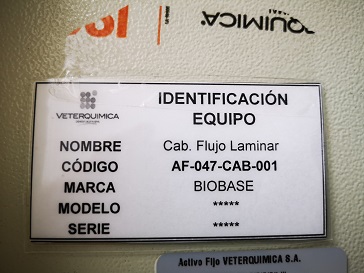 VETERQUIMICA
IDENTIFICACIÓN
EQUIPO
NOMBRE Cab. Flujo Laminar
CÓDIGO AF-047-CAB-001
MARCA BIOBASE
MODELO *****
SERIE *****
Activo Fijo VETERQUIMICA S.A.